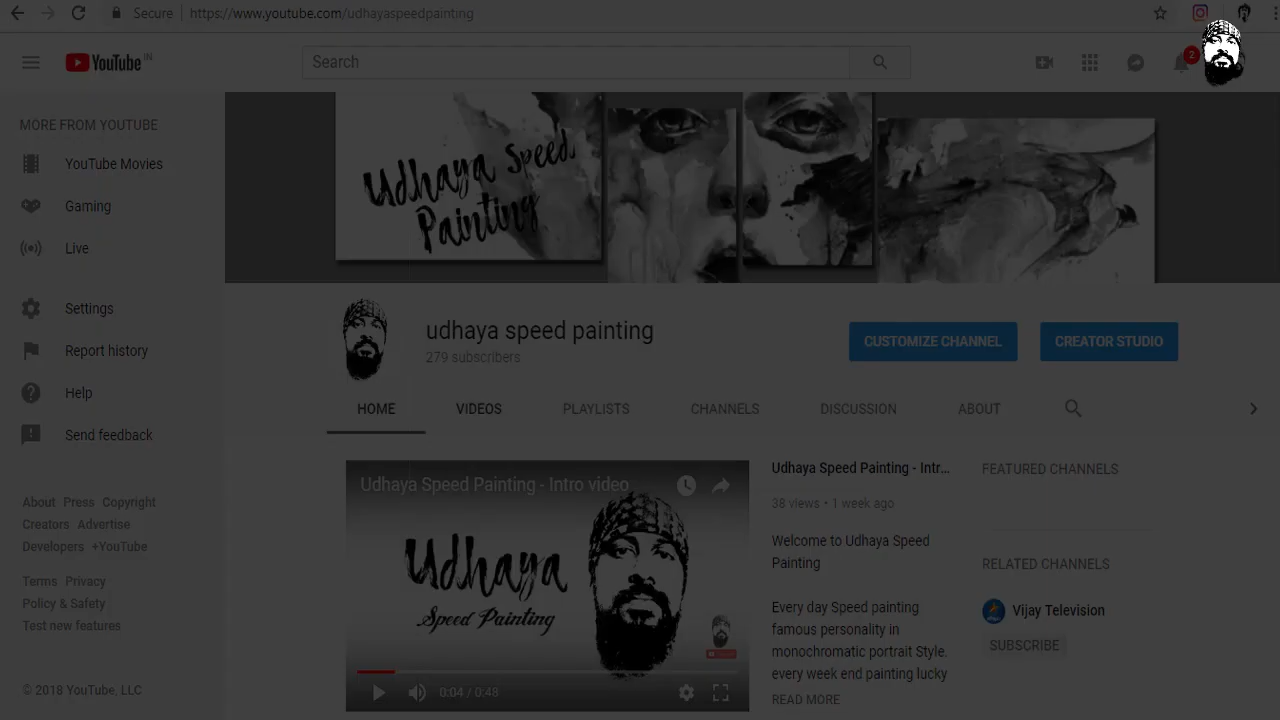 Secure
https://www.youtube.com/udhayaspeedpainting
YouTube IN
Search
2
MORE FROM YOUTUBE
YouTube Movies
Gaming
Live
Settings
Report history
Help
Send feedback
About Press Copyright
Creators Advertise
Developers +YouTube
Terms Privacy
Policy & Safety
Test new features
© 2018 YouTube, LLC
Udhaya Speed
Painting
udhaya speed painting
279 subscribers
CUSTOMIZE CHANNEL
CREATOR STUDIO
HOME VIDEOS PLAYLISTS CHANNELS DISCUSSION ABOUT
Udhaya Speed Painting - Intro video
Udhaya
Speed Painting
0:04 / 0:48
Udhaya Speed Painting - Intr...
38 views • 1 week ago
Welcome to Udhaya Speed
Painting
Every day Speed painting
famous personality in
monochromatic portrait Style.
every week end painting lucky
READ MORE
FEATURED CHANNELS
RELATED CHANNELS
Vijay Television
SUBSCRIBE